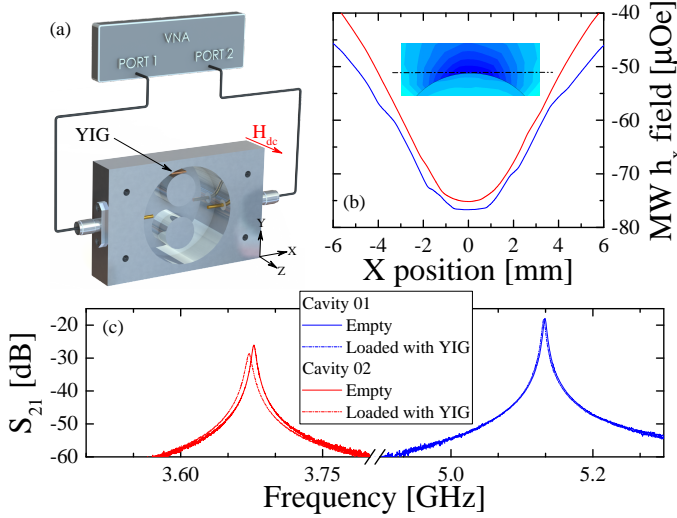 (a)
VNA
PORT 1
PORT 2
YIG
H_dc
Y
X
Z
(b)
-40
-50
-60
-70
-80
MW h_x field [µOe]
-6 -4 -2 0 2 4 6
X position [mm]
(c)
-20
-30
-40
-50
-60
S_21 [dB]
Cavity 01
Empty
Loaded with YIG
Cavity 02
Empty
Loaded with YIG
3.60 3.75 5.0 5.2
Frequency [GHz]